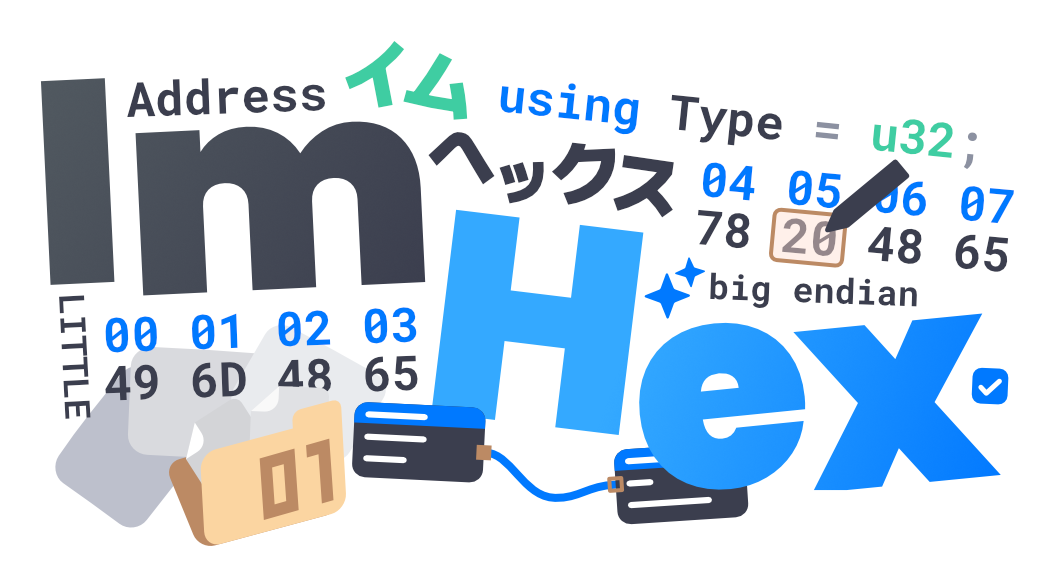 Im
Hex
Address
イム
ヘックス
using Type = u32;
04 05 06 07
78 20 48 65
big endian
LITTLE
00 01 02 03
49 6D 48 65
01